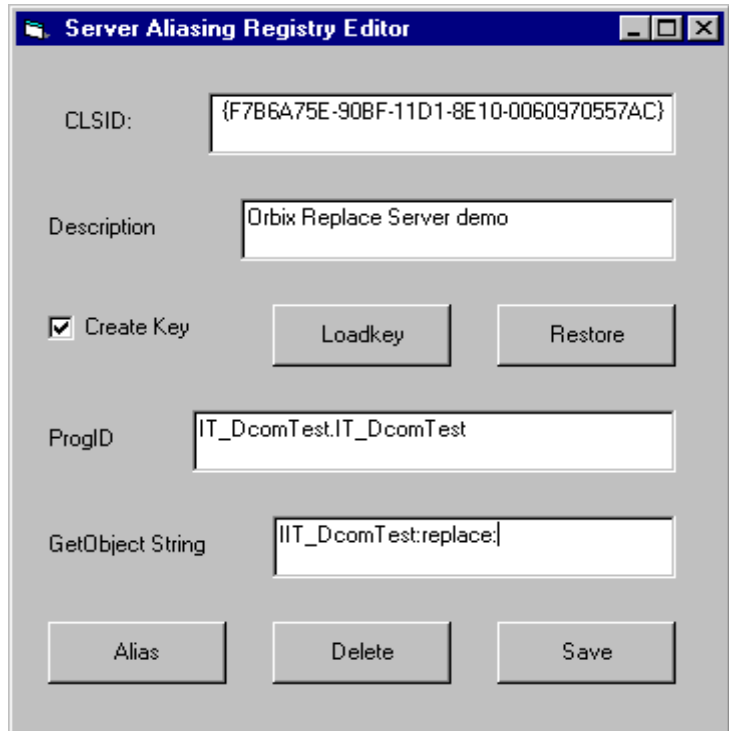 Server Aliasing Registry Editor
CLSID: {F7B6A75E-90BF-11D1-8E10-0060970557AC}
Description Orbix Replace Server demo
Create Key Loadkey Restore
ProgID IT_DcomTest.IT_DcomTest
GetObject String IIT_DcomTest:replace:
Alias Delete Save